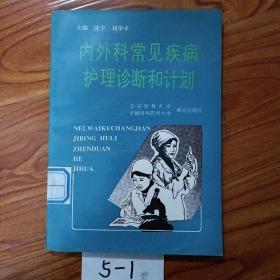 主编 沈宁 刘华平
内外科常见疾病
护理诊断和计划
北京医科大学
中国协和医科大学 联合出版社
NEIWAIKECHANGJIAN
JIBING HULI
ZHENDUAN
HE
JIHUA
5-1